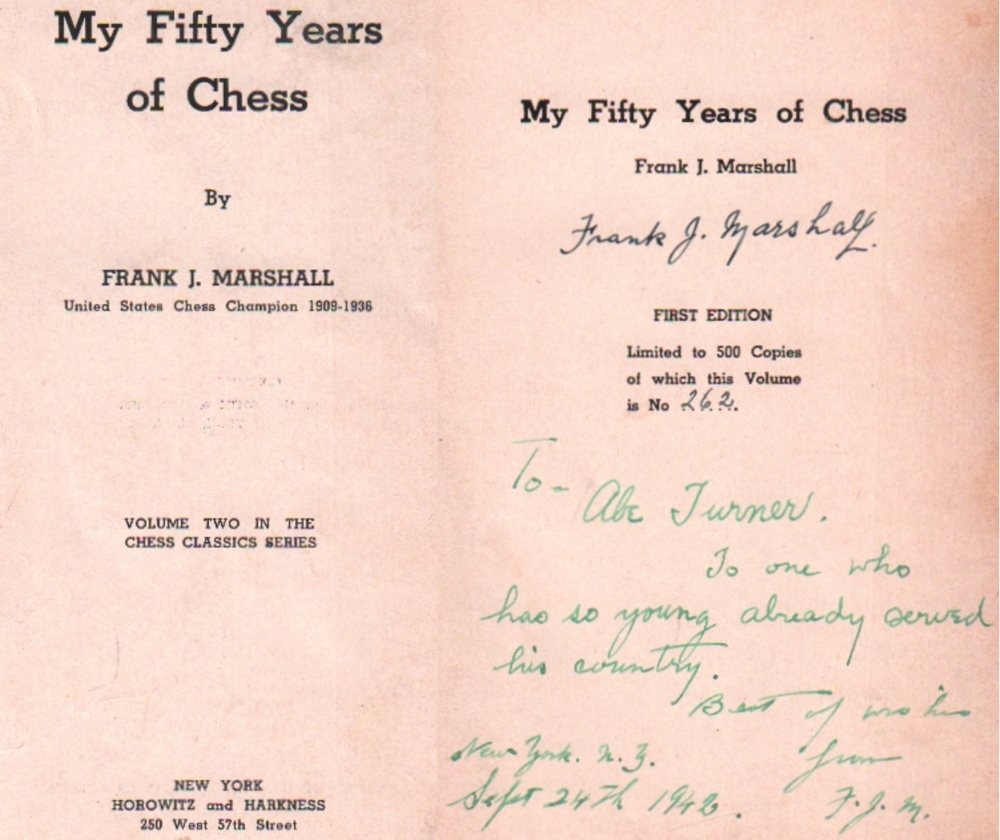 My Fifty Years
of Chess
By
FRANK J. MARSHALL
United States Chess Champion 1909-1936
VOLUME TWO IN THE
CHESS CLASSICS SERIES
NEW YORK
HOROWITZ and HARKNESS
250 West 57th Street
My Fifty Years of Chess
Frank J. Marshall
Frank J. Marshall.
FIRST EDITION
Limited to 500 Copies
of which this Volume
is No 262.
To-
Abe Turner.
To one who
has so young already served
his country.
Best of wishes
from
New York. N.Y.
Sept 24th
F. J. M.